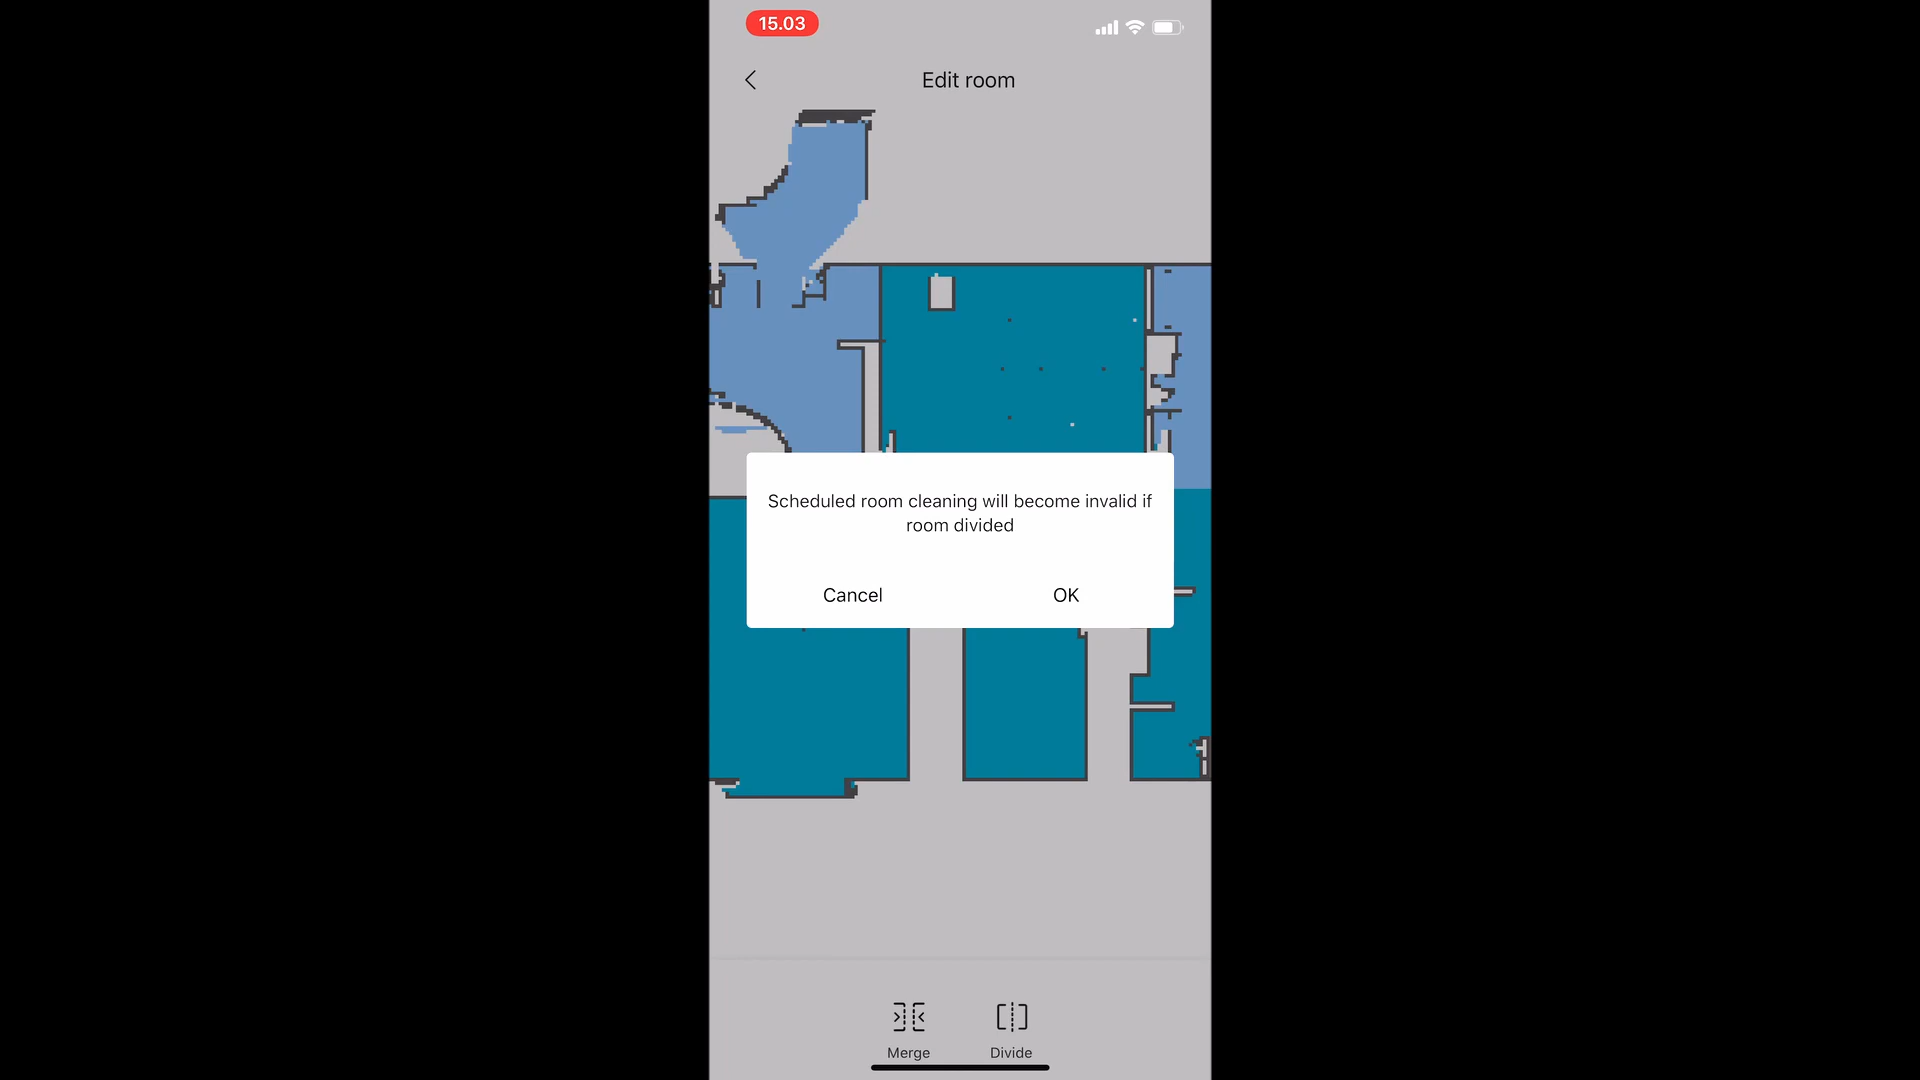 15.03
Edit room
Scheduled room cleaning will become invalid if
room divided
Cancel OK
Merge Divide